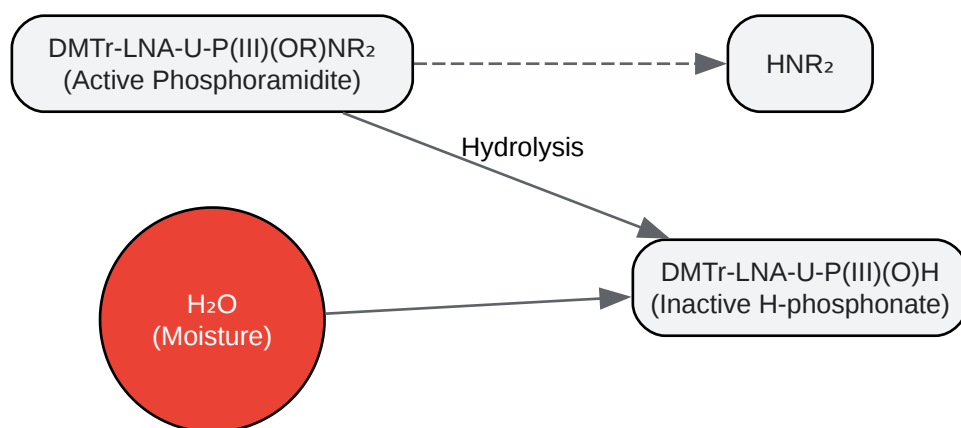 DMTr-LNA-U-P(III)(OR)NR₂
(Active Phosphoramidite)
HNR₂
Hydrolysis
DMTr-LNA-U-P(III)(O)H
(Inactive H-phosphonate)
H₂O
(Moisture)